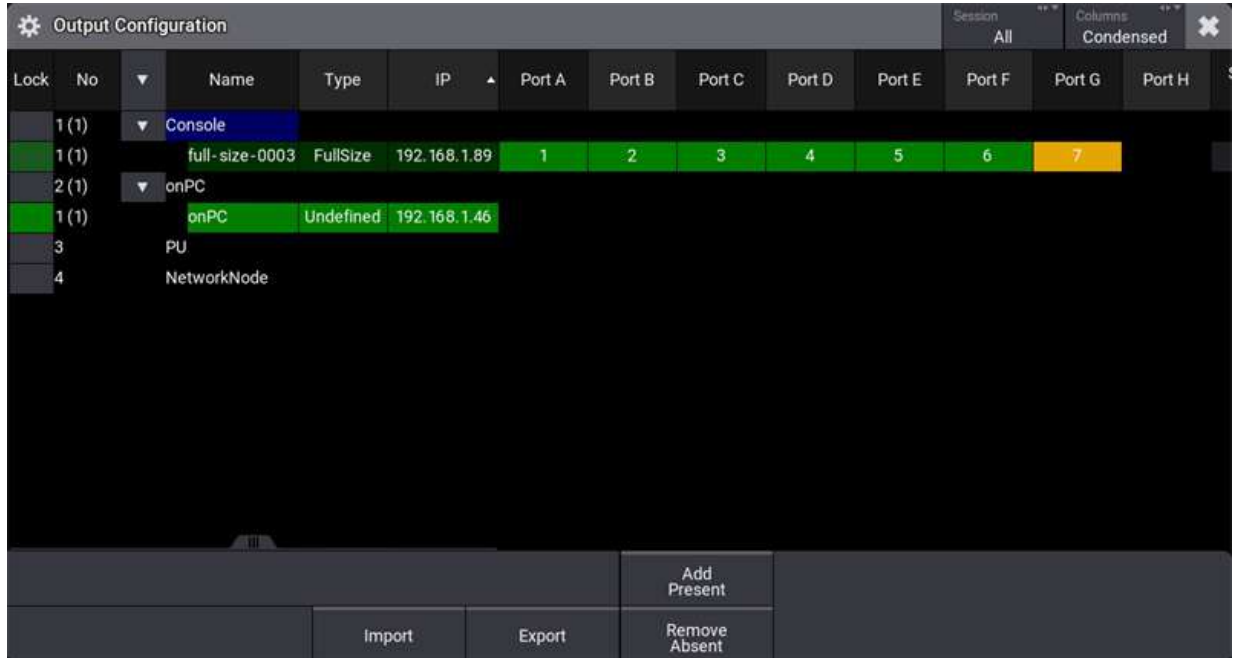 Output Configuration
Session
All
Columns
Condensed
Lock No Name Type IP Port A Port B Port C Port D Port E Port F Port G Port H
1 (1) Console
1 (1) full-size-0003 FullSize 192.168.1.89 1 2 3 4 5 6 7
2 (1) onPC
1 (1) onPC Undefined 192.168.1.46
3 PU
4 NetworkNode
Add
Present
Import Export Remove
Absent